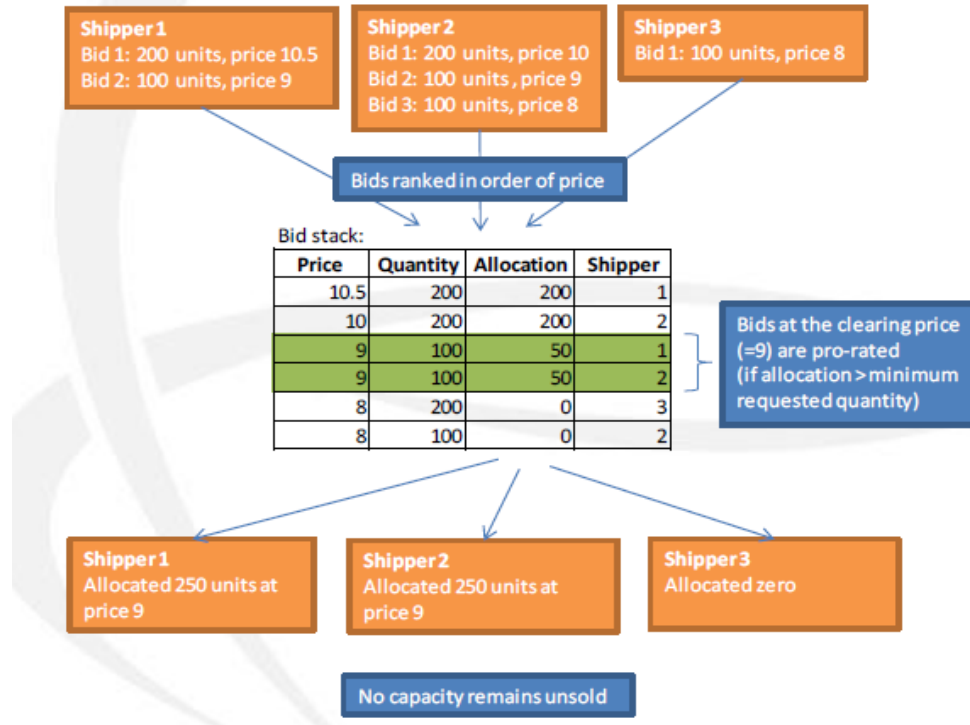 Shipper 1
Bid 1: 200 units, price 10.5
Bid 2: 100 units, price 9
Shipper 2
Bid 1: 200 units, price 10
Bid 2: 100 units, price 9
Bid 3: 100 units, price 8
Shipper 3
Bid 1: 100 units, price 8
Bids ranked in order of price
Bid stack:
Price Quantity Allocation Shipper
10.5 200 200 1
10 200 200 2
9 100 50 1
9 100 50 2
8 200 0 3
8 100 0 2
Bids at the clearing price
(=9) are pro-rated
(if allocation > minimum
requested quantity)
Shipper 1
Allocated 250 units at
price 9
Shipper 2
Allocated 250 units at
price 9
Shipper 3
Allocated zero
No capacity remains unsold